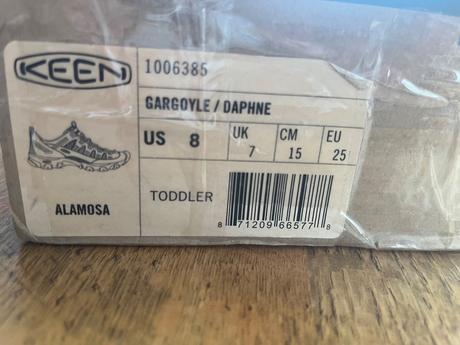 KEEN
1006385
GARGOYLE / DAPHNE
US 8
UK 7
CM 15
EU 25
TODDLER
ALAMOSA
8 71209 66577 8